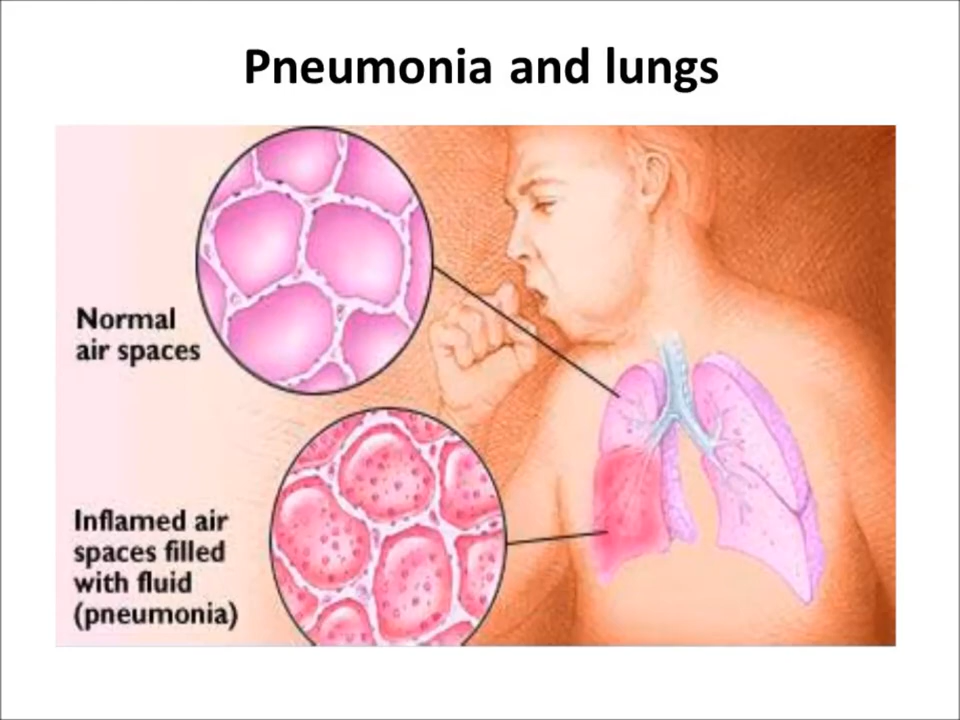 Pneumonia and lungs
Normal
air spaces
Inflamed air
spaces filled
with fluid
(pneumonia)